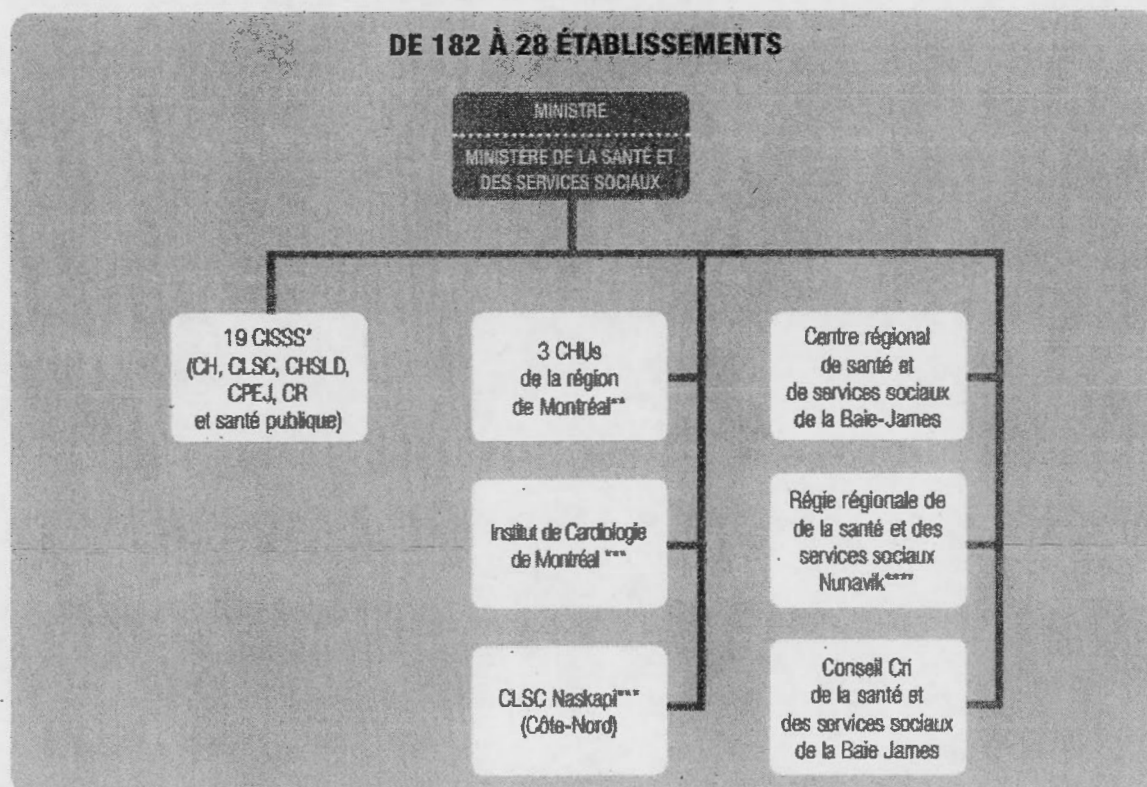 DE 182 À 28 ÉTABLISSEMENTS
MINISTRE
MINISTÈRE DE LA SANTÉ ET
DES SERVICES SOCIAUX
19 CISSS*
(CH, CLSC, CHSLD,
CPEJ, CR
et santé publique)
3 CHUs
de la région
de Montréal**
Institut de Cardiologie
de Montréal ***
CLSC Naskapi***
(Côte-Nord)
Centre régional
de santé et
de services sociaux
de la Baie-James
Régie régionale de
de la santé et des
services sociaux
Nunavik****
Conseil Cri
de la santé et
des services sociaux
de la Baie James